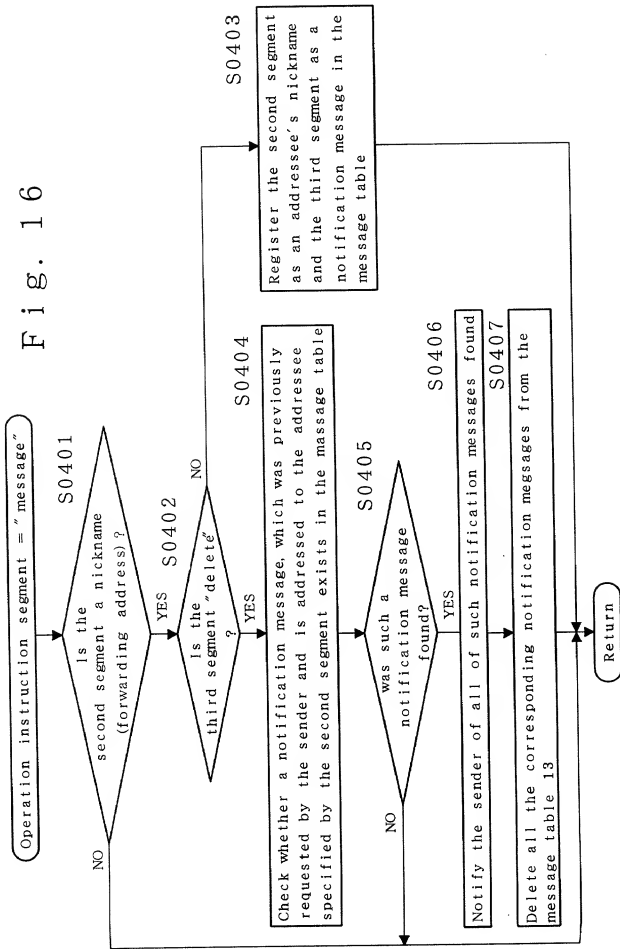 Fig. 16
Operation instruction segment = "message"
S0401
Is the
second segment a nickname
(forwarding address)?
NO
YES
S0402
Is the
third segment "delete"
?
NO
YES
S0403
Register the second segment
as an addressee's nickname
and the third segment as a
notification message in the
message table
S0404
Check whether a notification message, which was previously
requested by the sender and is addressed to the addressee
specified by the second segment exists in the massage table
S0405
was such a
notification message
found?
NO
YES
S0406
Notify the sender of all of such notification messages found
S0407
Delete all the corresponding notification megsages from the
message table 13
Return